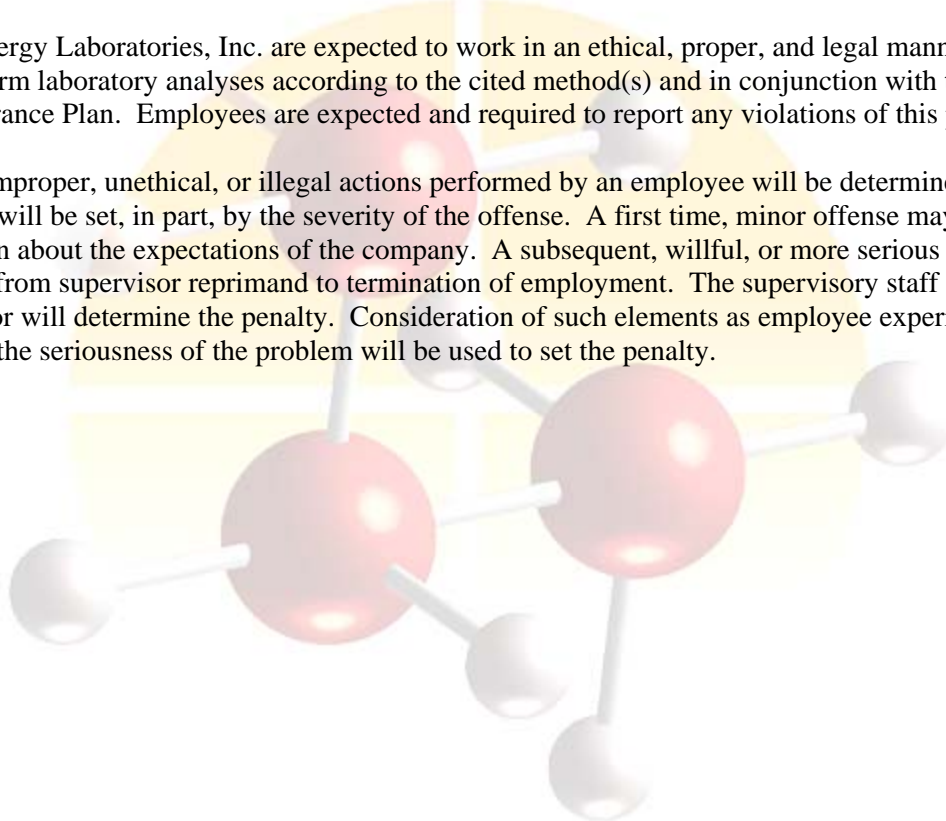 ergy Laboratories, Inc. are expected to work in an ethical, proper, and legal mann
rm laboratory analyses according to the cited method(s) and in conjunction with
rance Plan. Employees are expected and required to report any violations of this
mproper, unethical, or illegal actions performed by an employee will be determine
will be set, in part, by the severity of the offense. A first time, minor offense may
n about the expectations of the company. A subsequent, willful, or more serious
from supervisor reprimand to termination of employment. The supervisory staff
or will determine the penalty. Consideration of such elements as employee experi
the seriousness of the problem will be used to set the penalty.